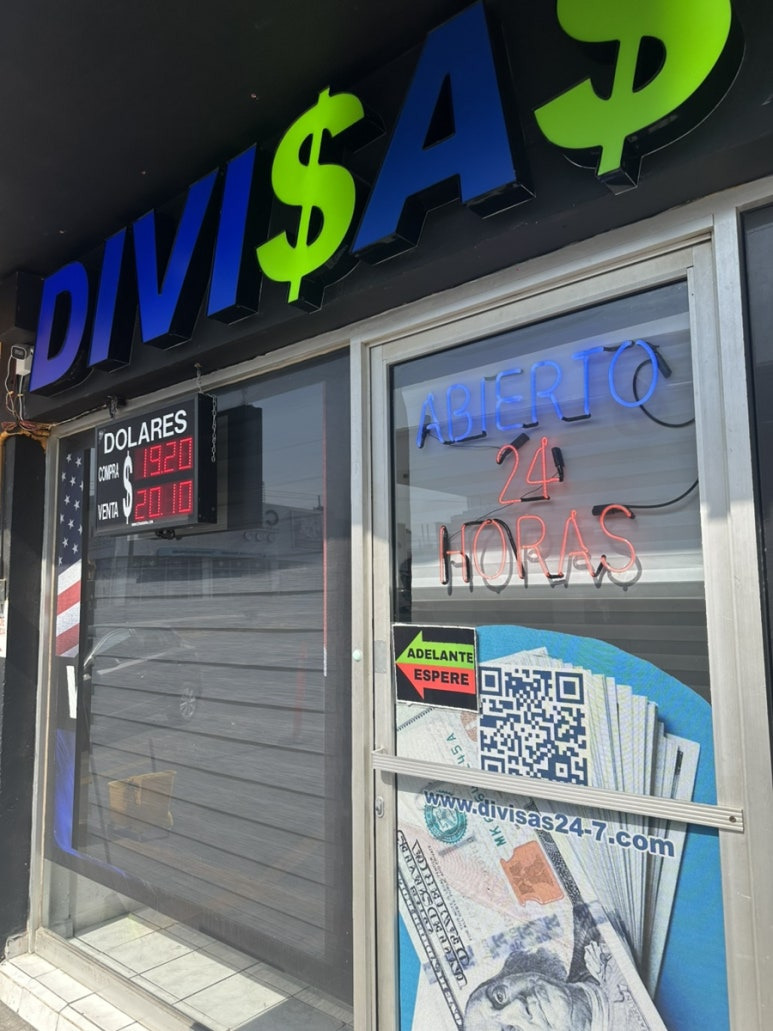 DIVI$A$
DOLARES
COMPRA $ 19.20
VENTA 20.10
ABIERTO
24
HORAS
ADELANTE
ESPERE
www.divisas24-7.com